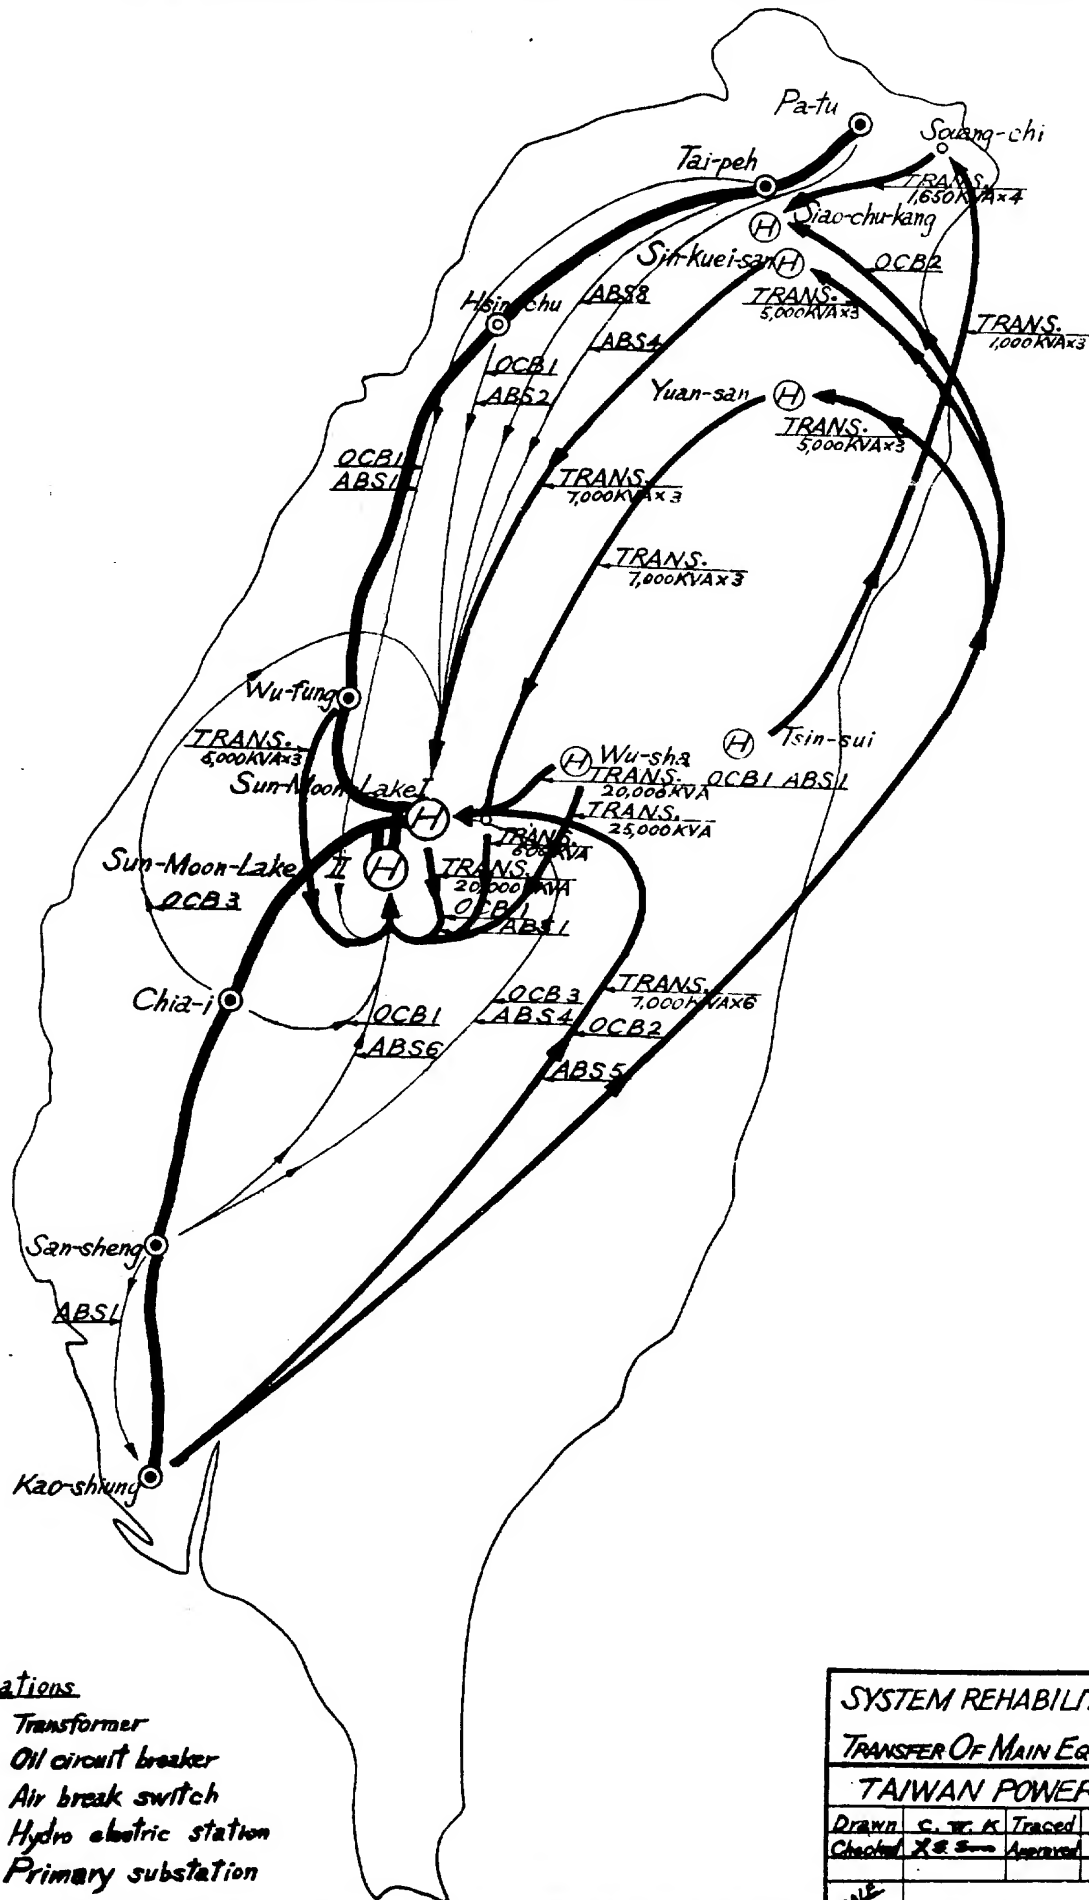 Pa-tu
Souang-chi
Tai-peh
TRANS.
1,650KVA×4
Siao-chu-kang
Sin-kuei-san
OCB2
ABS8
TRANS.
5,000KVA×3
Hsin-chu
TRANS.
1,000KVA×3
ABS4
OCB1
ABS2
Yuan-san
TRANS.
5,000KVA×3
OCB1
ABS1
TRANS.
7,000KVA×3
TRANS.
7,000KVA×3
Wu-fung
TRANS.
5,000KVA×3
Tsin-sui
OCB1 ABS1
Wu-sha
TRANS.
20,000KVA
Sun-Moon-Lake I
TRANS.
25,000KVA
TRANS.
600KVA
Sun-Moon-Lake II
TRANS.
20,000KVA
OCB3
OCB1
ABS1
Chia-i
TRANS.
7,000KVA×6
OCB3
ABS4
OCB1
OCB2
ABS6
ABS5
San-sheng
ABS1
Kao-shiung
ations
Transformer
Oil circuit breaker
Air break switch
Hydro electric station
Primary substation
SYSTEM REHABILIT
TRANSFER OF MAIN EQ
TAIWAN POWER
Drawn C. W. K Traced
Checked Approved